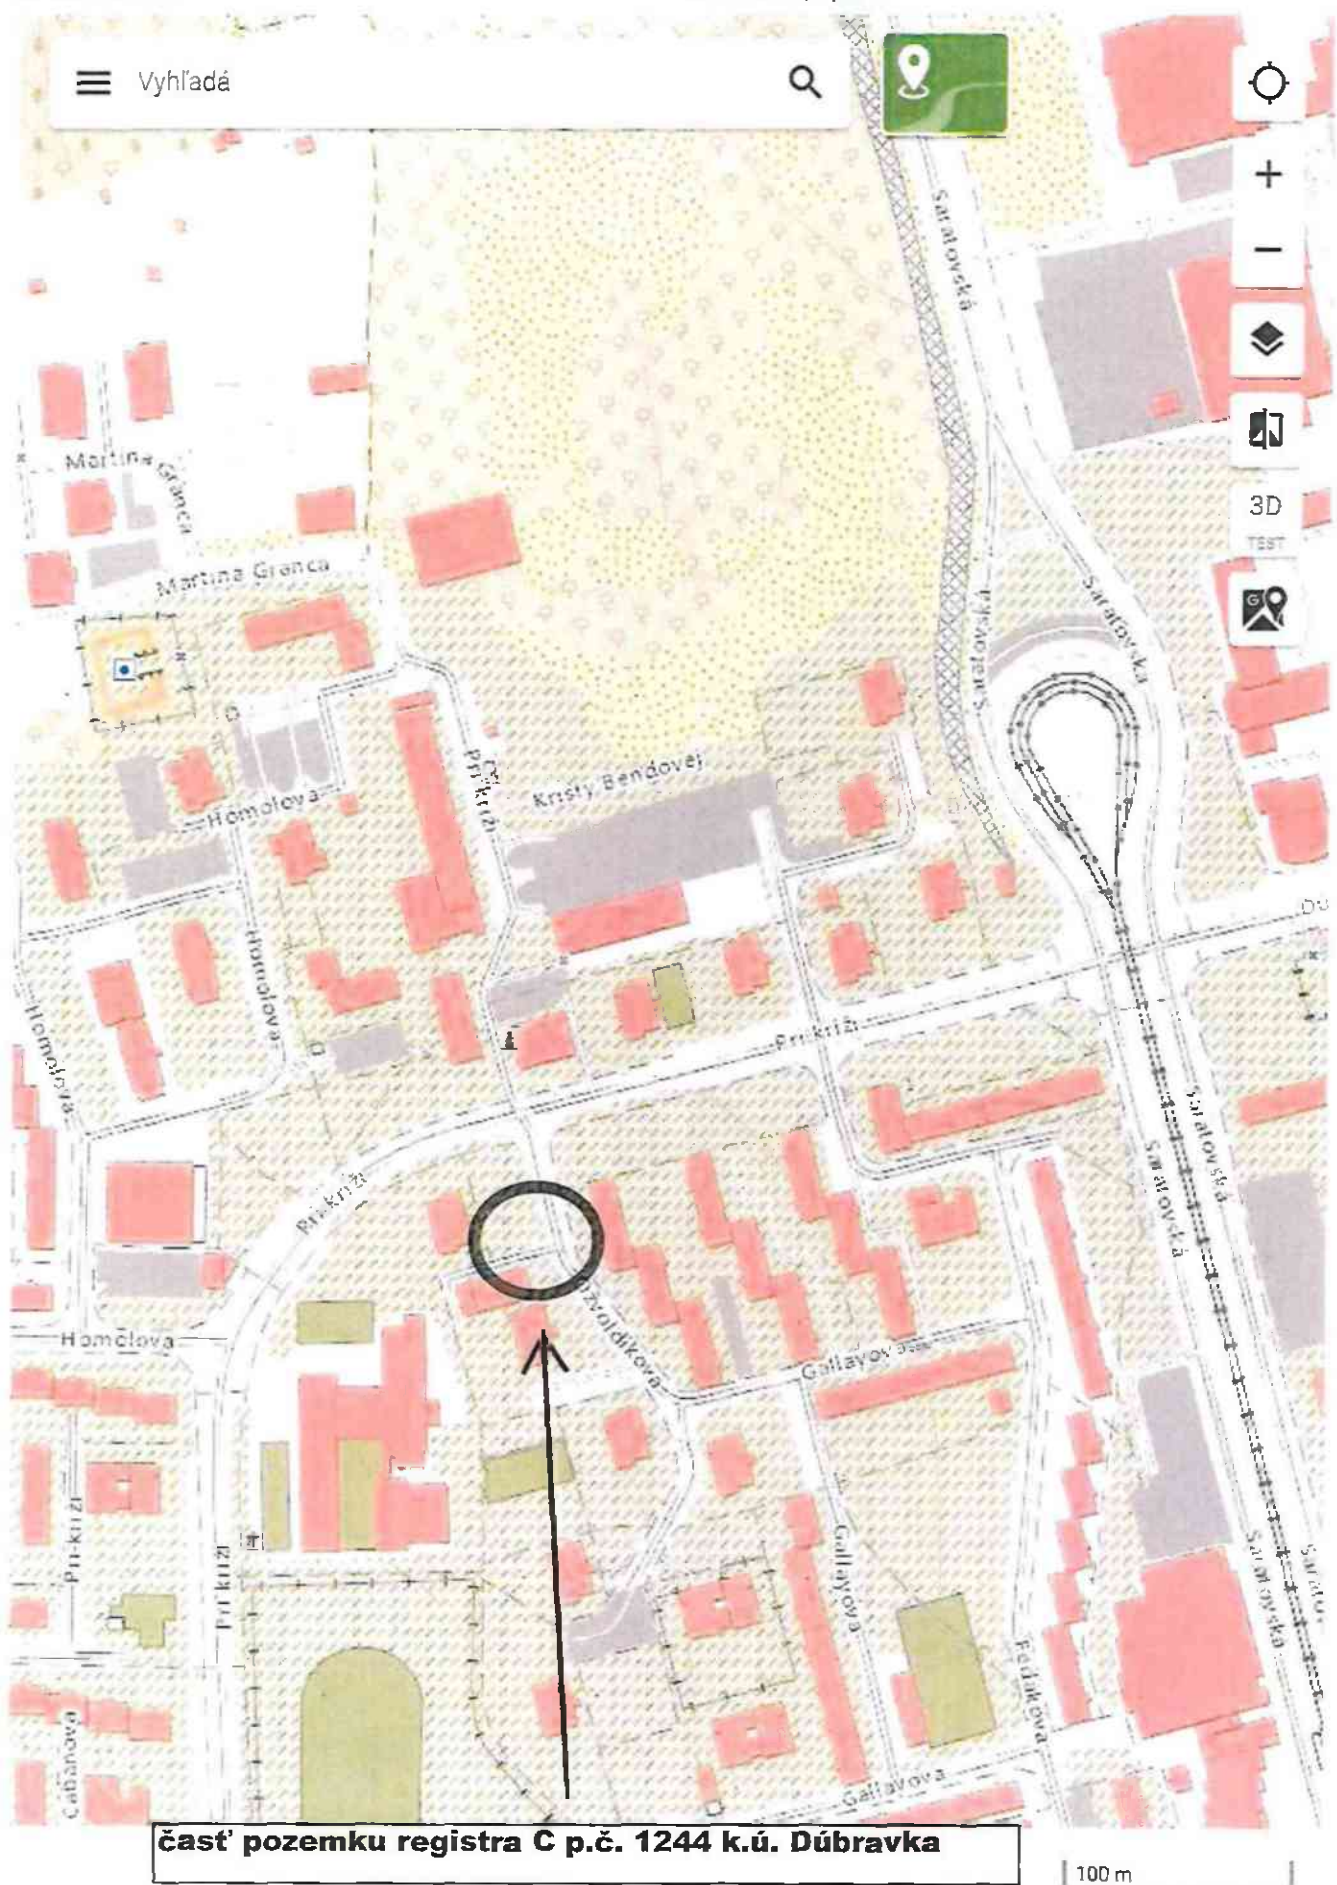 Vyhľadá
Saratovská
3D
TEST
Martina Granca
Martina Granca
Saratovská
Saratovská
Pri kríži
Kristy Bendovej
Homolova
Homolova
Homolova
Pri kríži
Saratovská
Saratovská
Pri kríži
Homolova
Gallayova
Pri kríži
Pri kríži
Gallayova
Saratovská
Fedákova
Cabanova
Gallayova
časť pozemku registra C p.č. 1244 k.ú. Dúbravka
100 m